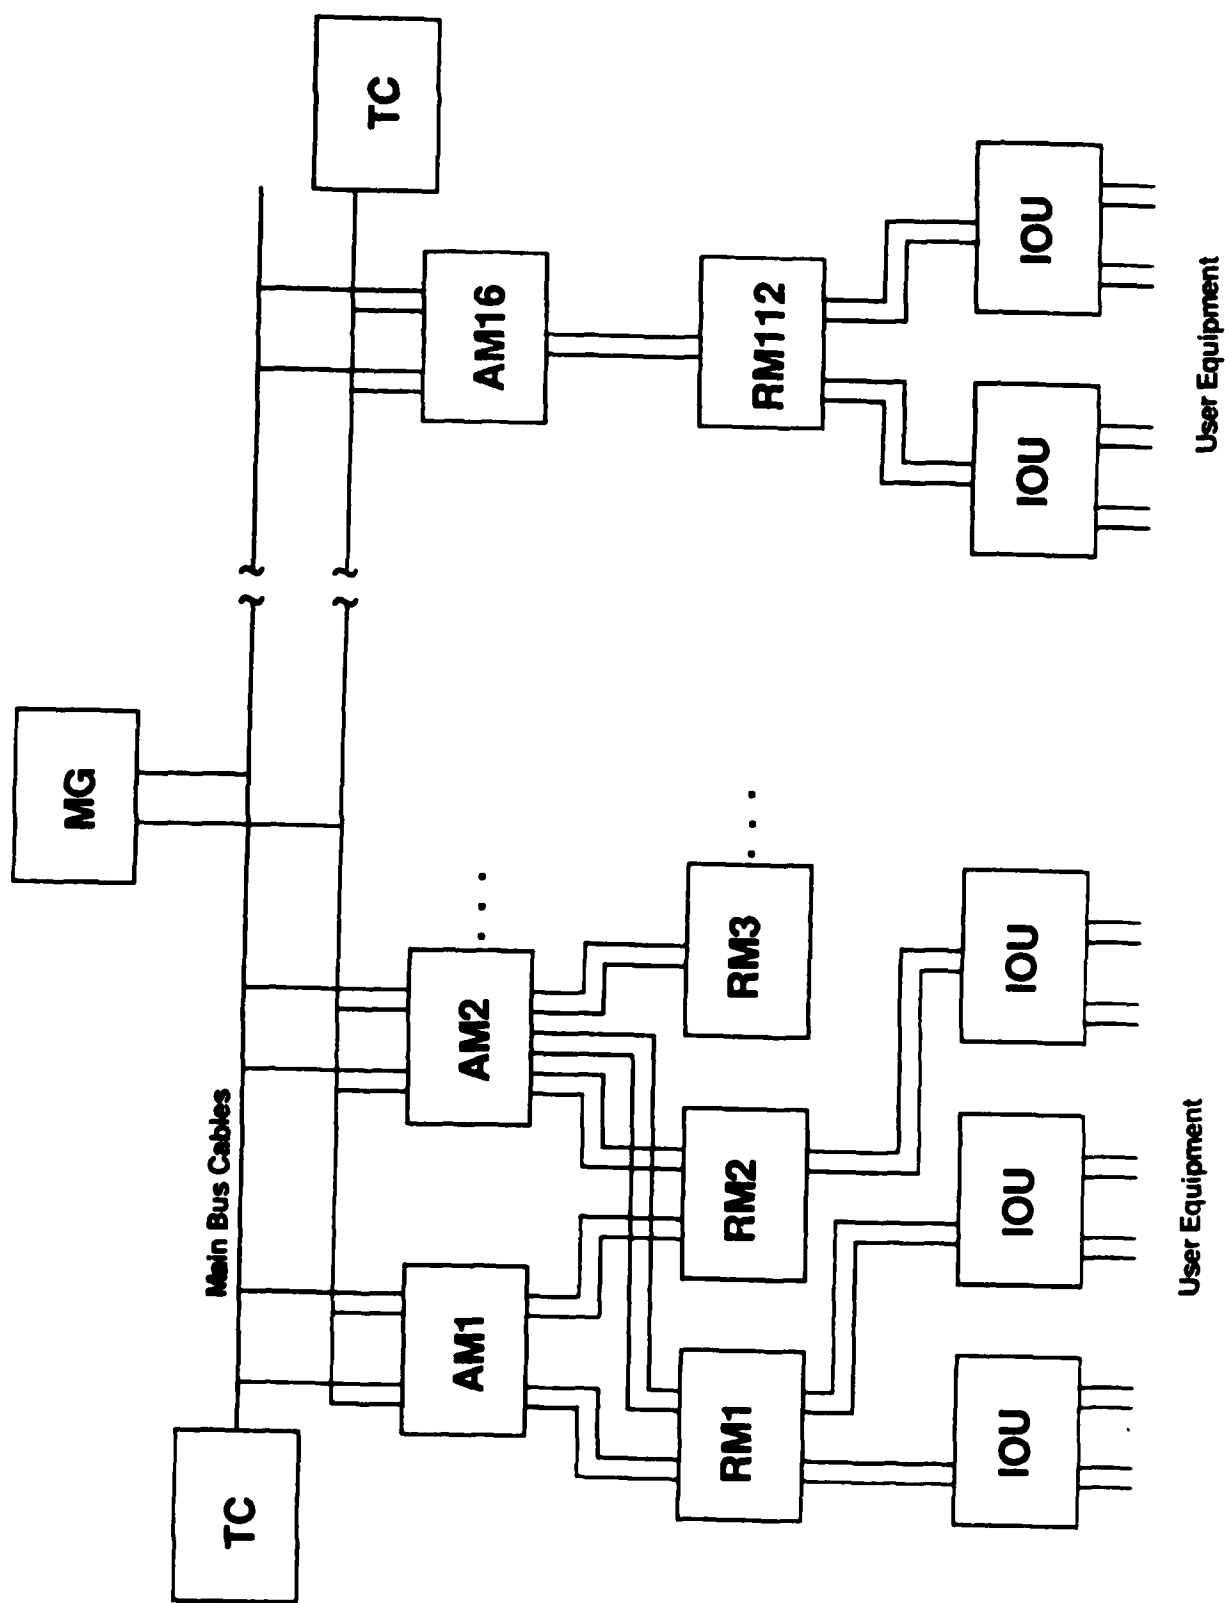 MG
Main Bus Cables
TC
TC
AM1
AM2
. . .
AM16
RM1
RM2
RM3
. . .
RM112
IOU
IOU
IOU
IOU
IOU
User Equipment
User Equipment